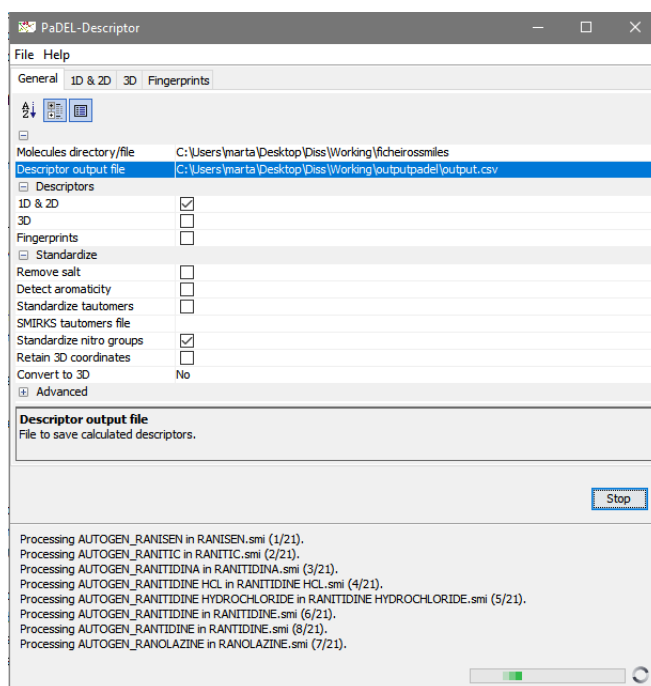 PaDEL-Descriptor
File Help
General 1D & 2D 3D Fingerprints
Molecules directory/file C:\Users\marta\Desktop\Diss\Working\ficheirossmiles
Descriptor output file C:\Users\marta\Desktop\Diss\Working\outputpadel\output.csv
Descriptors
1D & 2D
3D
Fingerprints
Standardize
Remove salt
Detect aromaticity
Standardize tautomers
SMIRKS tautomers file
Standardize nitro groups
Retain 3D coordinates
Convert to 3D No
Advanced
Descriptor output file
File to save calculated descriptors.
Stop
Processing AUTOGEN_RANISEN in RANISEN.smi (1/21).
Processing AUTOGEN_RANITIC in RANITIC.smi (2/21).
Processing AUTOGEN_RANITIDINA in RANITIDINA.smi (3/21).
Processing AUTOGEN_RANITIDINE HCL in RANITIDINE HCL.smi (4/21).
Processing AUTOGEN_RANITIDINE HYDROCHLORIDE in RANITIDINE HYDROCHLORIDE.smi (5/21).
Processing AUTOGEN_RANITIDINE in RANITIDINE.smi (6/21).
Processing AUTOGEN_RANTIDINE in RANTIDINE.smi (8/21).
Processing AUTOGEN_RANOLAZINE in RANOLAZINE.smi (7/21).